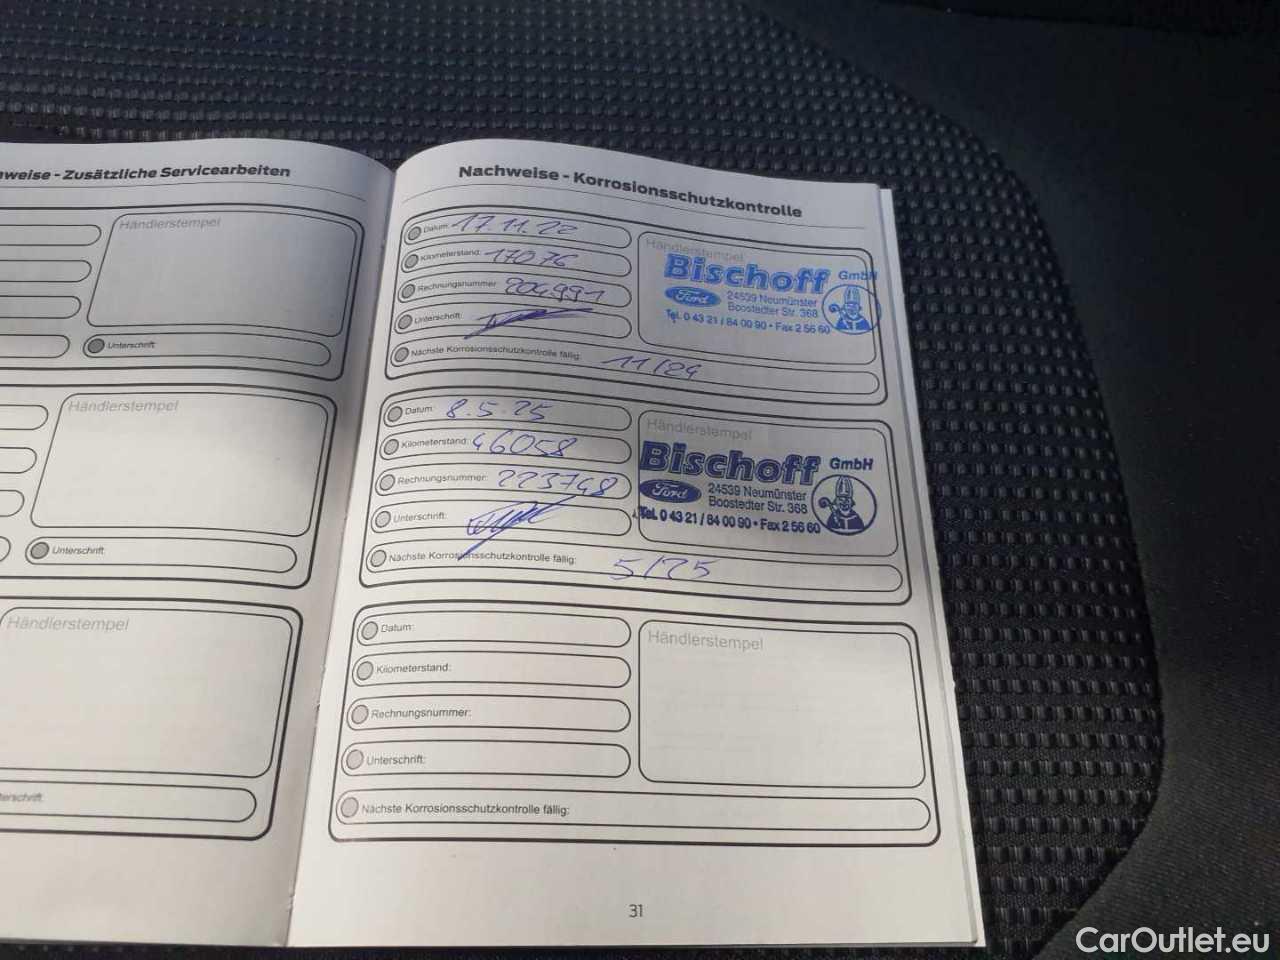 weise - Zusätzliche Servicearbeiten
Händlerstempel
Unterschrift:
Händlerstempel
Unterschrift:
Händlerstempel
Nachweise - Korrosionsschutzkontrolle
Datum: 17.11.22
Kilometerstand: 17076
Rechnungsnummer: 204991
Unterschrift:
Nächste Korrosionsschutzkontrolle fällig: 11/24
Händlerstempel
Bischoff GmbH
Ford
24539 Neumünster
Boostedter Str. 368
Tel. 0 43 21 / 84 00 90 • Fax 2 56 60
Datum: 8.5.25
Kilometerstand: 46058
Rechnungsnummer: 223748
Unterschrift:
Nächste Korrosionsschutzkontrolle fällig: 5/25
Händlerstempel
Bischoff GmbH
Ford
24539 Neumünster
Boostedter Str. 368
Tel. 0 43 21 / 84 00 90 • Fax 2 56 60
Datum:
Kilometerstand:
Rechnungsnummer:
Unterschrift:
Nächste Korrosionsschutzkontrolle fällig:
Händlerstempel
31
CarOutlet.eu